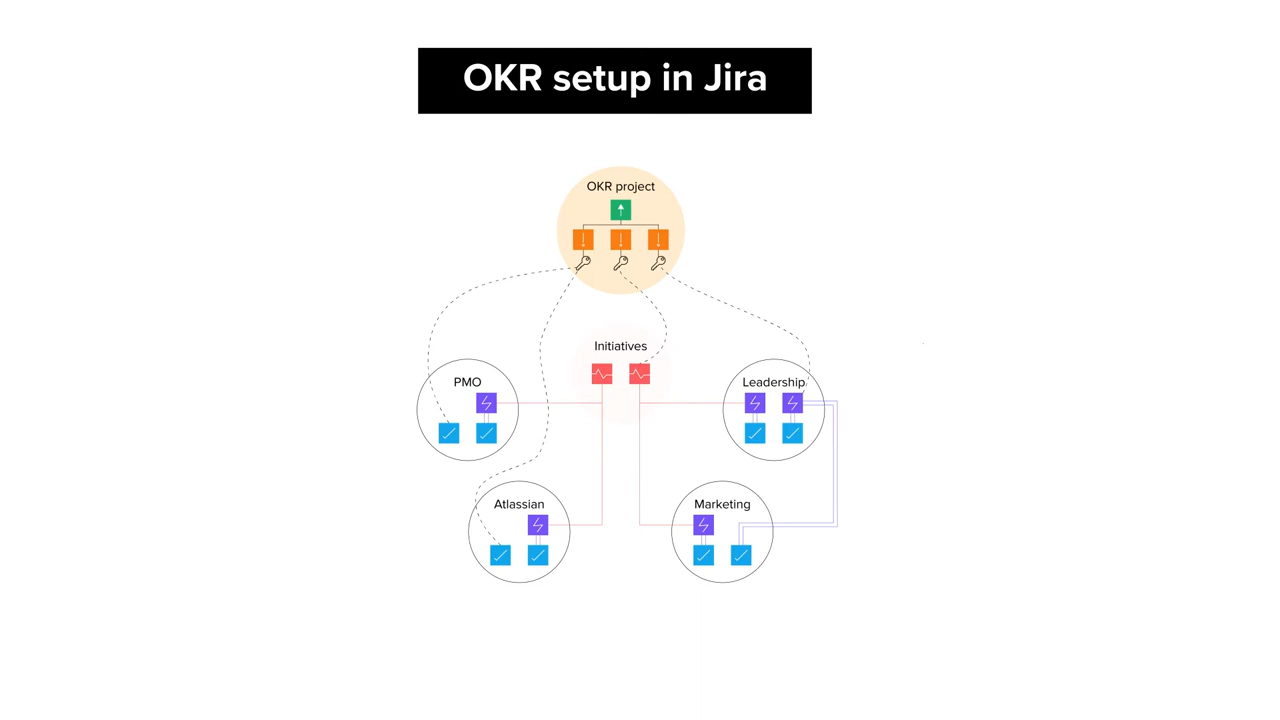 OKR setup in Jira
OKR project
Initiatives
PMO
Leadership
Atlassian
Marketing